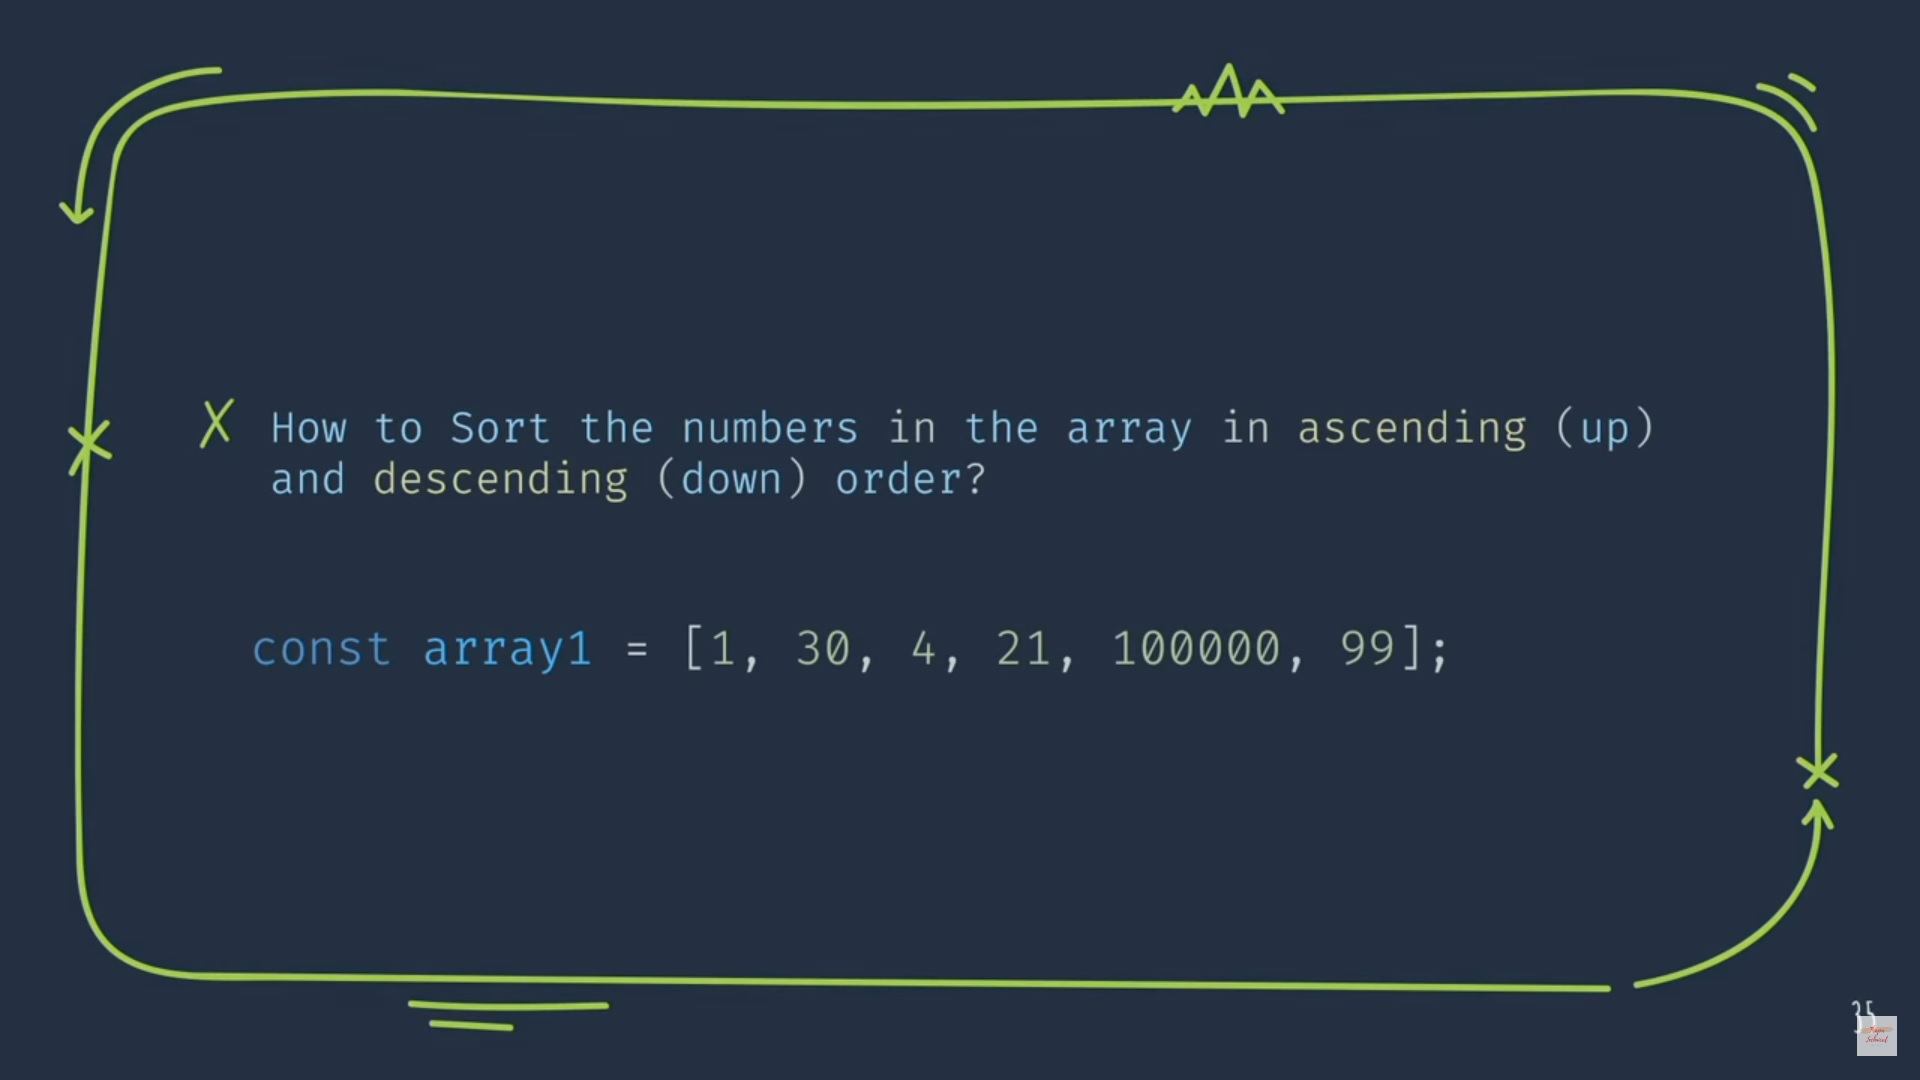 How to Sort the numbers in the array in ascending (up)
and descending (down) order?
const array1 = [1, 30, 4, 21, 100000, 99];
35